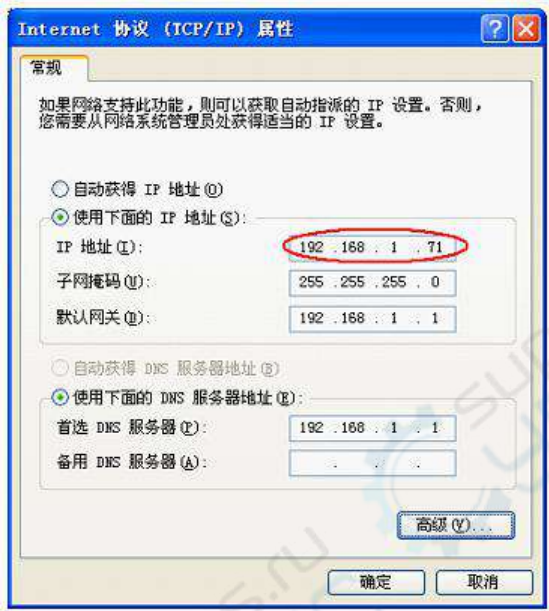 Internet 协议 (TCP/IP) 属性
常规
如果网络支持此功能，则可以获取自动指派的 IP 设置。否则，
您需要从网络系统管理员处获得适当的 IP 设置。
自动获得 IP 地址(O)
使用下面的 IP 地址(S):
IP 地址(I): 192 .168 . 1 . 71
子网掩码(U): 255 .255 .255 . 0
默认网关(D): 192 .168 . 1 . 1
自动获得 DNS 服务器地址(B)
使用下面的 DNS 服务器地址(E):
首选 DNS 服务器(P): 192 .168 . 1 . 1
备用 DNS 服务器(A): . . .
高级(V)...
确定 取消